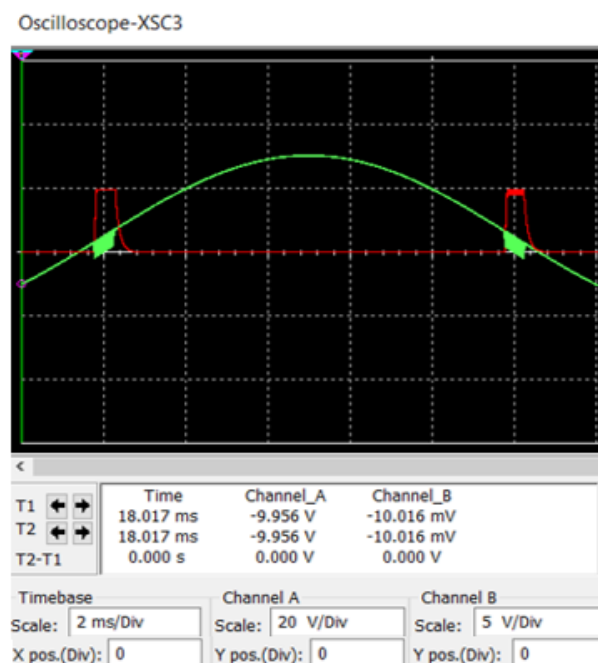 Oscilloscope-XSC3
<
T1
T2
T2-T1
Time Channel_A Channel_B
18.017 ms -9.956 V -10.016 mV
18.017 ms -9.956 V -10.016 mV
0.000 s 0.000 V 0.000 V
Timebase Channel A Channel B
Scale: 2 ms/Div Scale: 20 V/Div Scale: 5 V/Div
X pos.(Div): 0 Y pos.(Div): 0 Y pos.(Div): 0